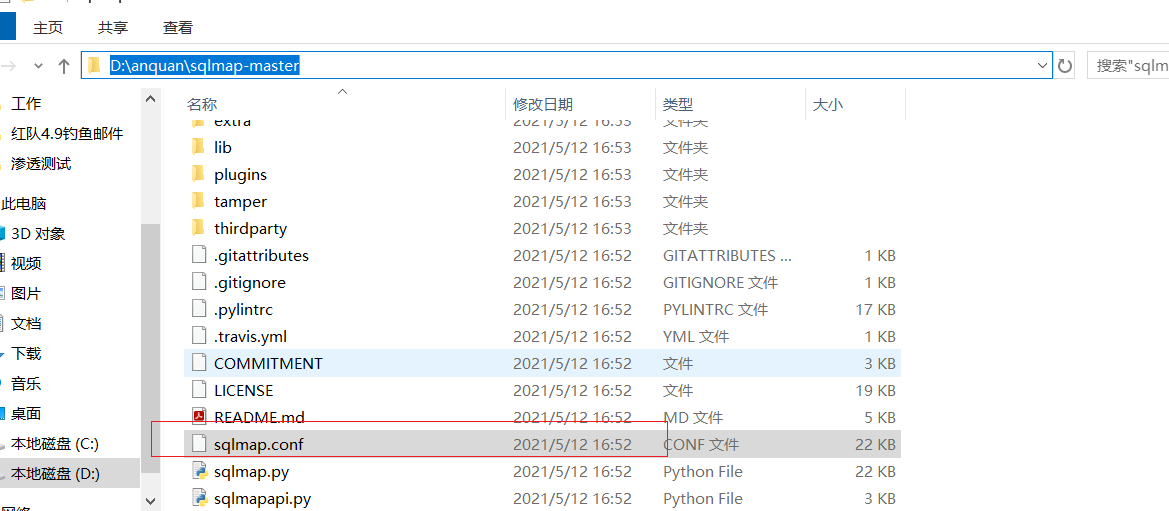 主页 共享 查看
D:\anquan\sqlmap-master 搜索"sqlm
工作
红队4.9钓鱼邮件
渗透测试
此电脑
3D 对象
视频
图片
文档
下载
音乐
桌面
本地磁盘 (C:)
本地磁盘 (D:)
网络
名称 修改日期 类型 大小
extra 2021/5/12 16:53 文件夹
lib 2021/5/12 16:53 文件夹
plugins 2021/5/12 16:53 文件夹
tamper 2021/5/12 16:53 文件夹
thirdparty 2021/5/12 16:53 文件夹
.gitattributes 2021/5/12 16:52 GITATTRIBUTES ... 1 KB
.gitignore 2021/5/12 16:52 GITIGNORE 文件 1 KB
.pylintrc 2021/5/12 16:52 PYLINTRC 文件 17 KB
.travis.yml 2021/5/12 16:52 YML 文件 1 KB
COMMITMENT 2021/5/12 16:52 文件 3 KB
LICENSE 2021/5/12 16:52 文件 19 KB
README.md 2021/5/12 16:52 MD 文件 5 KB
sqlmap.conf 2021/5/12 16:52 CONF 文件 22 KB
sqlmap.py 2021/5/12 16:52 Python File 22 KB
sqlmapapi.py 2021/5/12 16:52 Python File 3 KB